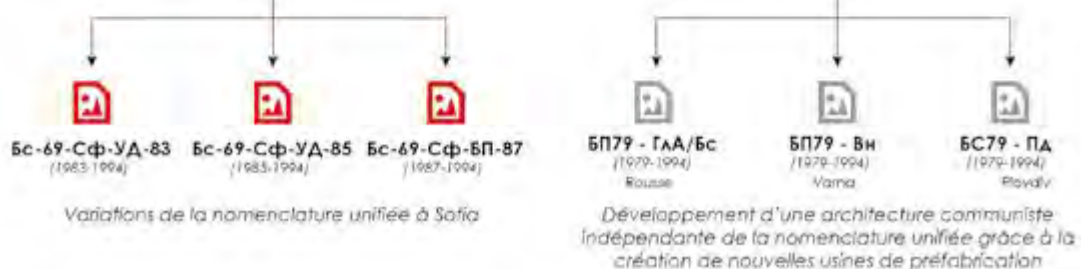 Бс-69-Сф-УД-83
(1983-1994)
Бс-69-Сф-УД-85
(1985-1994)
Бс-69-Сф-БП-87
(1987-1994)
Variations de la nomenclature unifiée à Sofia
БП79 - ГлА/Бс
(1979-1994)
Rousse
БП79 - Вн
(1979-1994)
Varna
БС79 - Пд
(1979-1994)
Plovdiv
Développement d'une architecture communiste
indépendante de la nomenclature unifiée grâce à la
création de nouvelles usines de préfabrication